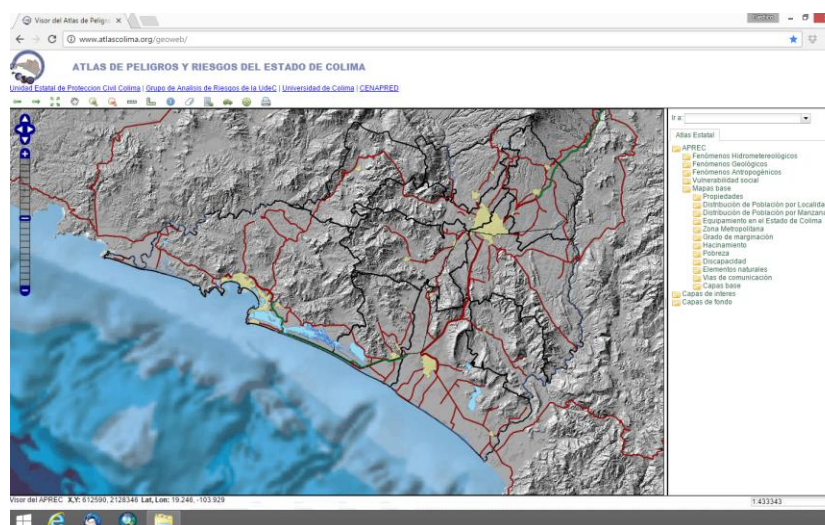 Visor del Atlas de Peligro
www.atlascolima.org/geoweb/
ATLAS DE PELIGROS Y RIESGOS DEL ESTADO DE COLIMA
Unidad Estatal de Proteccion Civil Colima | Grupo de Analisis de Riesgos de la UdeC | Universidad de Colima | CENAPRED
Ir a:
Atlas Estatal
APREC
Fenómenos Hidrometereológicos
Fenómenos Geológicos
Fenómenos Antropogénicos
Vulnerabilidad social
Mapas base
Propiedades
Distribución de Población por Localida
Distribución de Población por Manzana
Equipamiento en el Estado de Colima
Zona Metropolitana
Grado de marginación
Hacinamiento
Pobreza
Discapacidad
Elementos naturales
Vias de comunicación
Capas base
Capas de interes
Capas de fondo
Visor del APREC X,Y: 612590, 2128346 Lat, Lon: 19.246, -103.929
1:433343